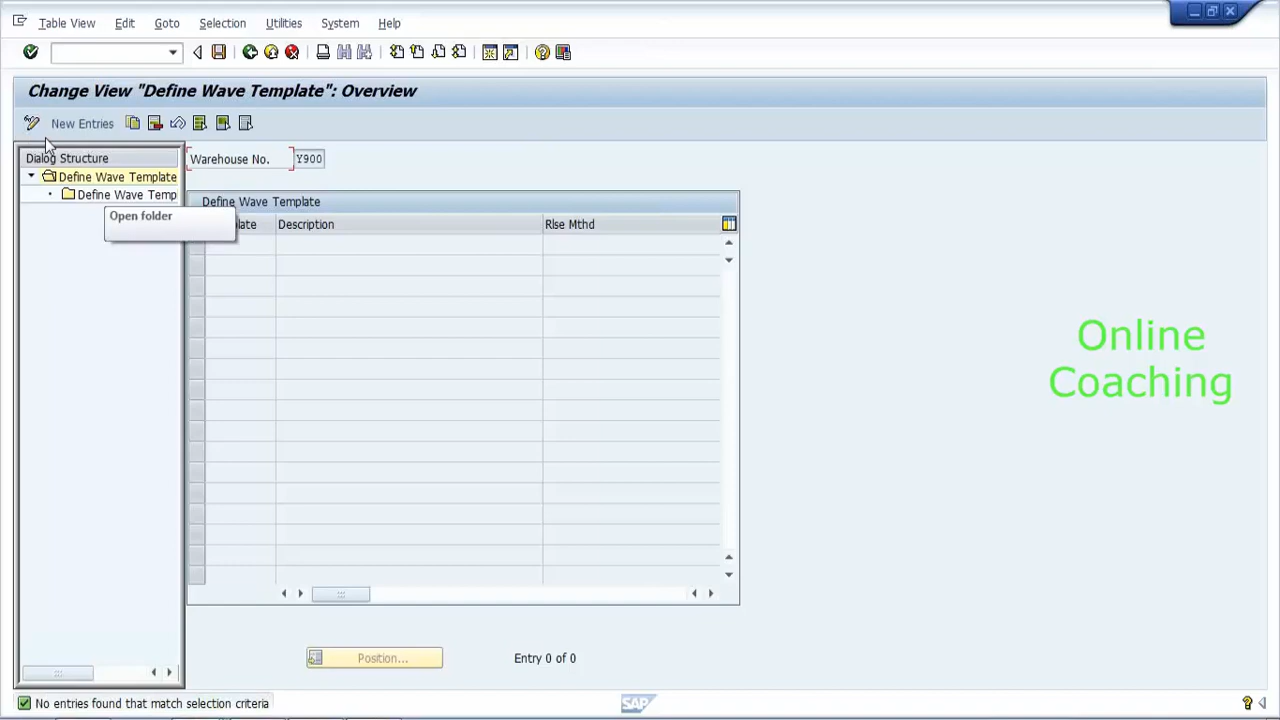 Table View Edit Goto Selection Utilities System Help
Change View "Define Wave Template": Overview
New Entries
Dialog Structure
Define Wave Template
Define Wave Temp
Open folder
Warehouse No. Y900
Define Wave Template
late Description Rlse Mthd
Position... Entry 0 of 0
Online
Coaching
No entries found that match selection criteria
SAP